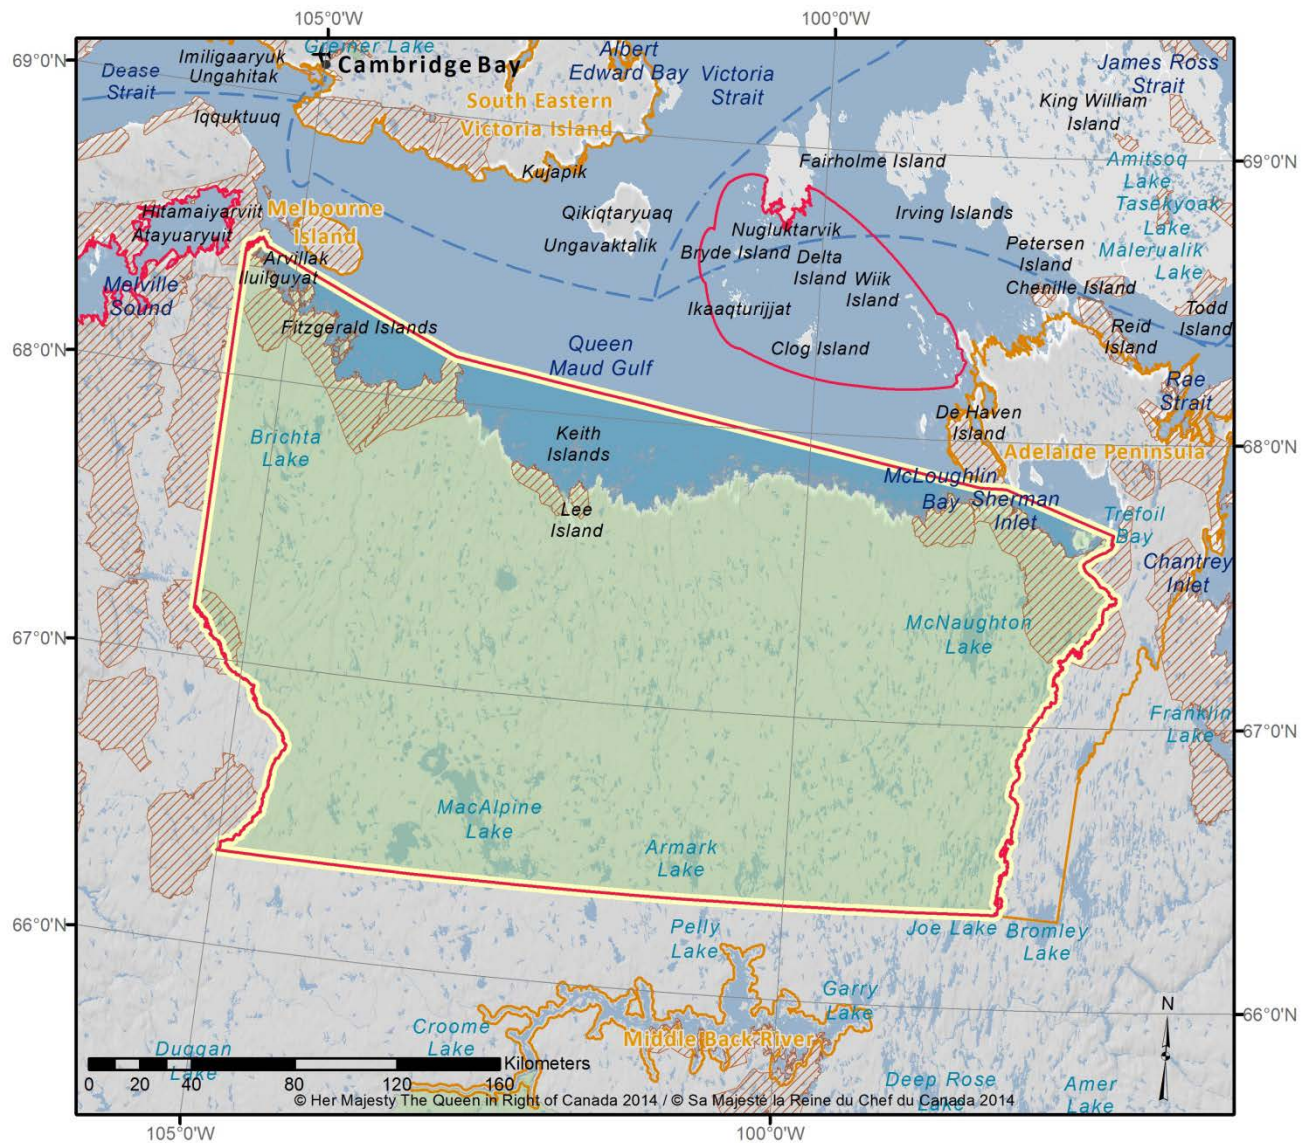 105°0'W
100°0'W
69°0'N
Dease
Strait
Imiligaaryuk
Ungahitak
Greiner Lake
Cambridge Bay
Albert
Edward Bay
Victoria
Strait
James Ross
Strait
King William
Island
South Eastern
Victoria Island
Iqquktuuq
Kujapik
Fairholme Island
69°0'N
Amitsoq
Lake
Tasekyoak
Lake
Malerualik
Lake
Hitamaiyarviit
Atayuaryuit
Melbourne
Island
Qikiqtaryuaq
Ungavaktalik
Nugluktarvik
Bryde Island
Delta
Island
Wiik
Island
Irving Islands
Petersen
Island
Chenille Island
Melville
Sound
Arvillak
Iluilguyat
Fitzgerald Islands
Ikaaqturijjat
Clog Island
Todd
Island
Reid
Island
68°0'N
Queen
Maud Gulf
Rae
Strait
De Haven
Island
68°0'N
Adelaide Peninsula
Brichta
Lake
Keith
Islands
McLoughlin
Bay
Sherman
Inlet
Lee
Island
Trefoil
Bay
Chantrey
Inlet
67°0'N
McNaughton
Lake
Franklin
Lake
67°0'N
MacAlpine
Lake
Armark
Lake
66°0'N
Pelly
Lake
Joe Lake
Bromley
Lake
Garry
Lake
66°0'N
N
Croome
Lake
Middle Back River
Duggan
Lake
Kilometers
0 20 40 80 120 160
Deep Rose
Lake
Amer
Lake
© Her Majesty The Queen in Right of Canada 2014 / © Sa Majesté la Reine du Chef du Canada 2014
105°0'W
100°0'W